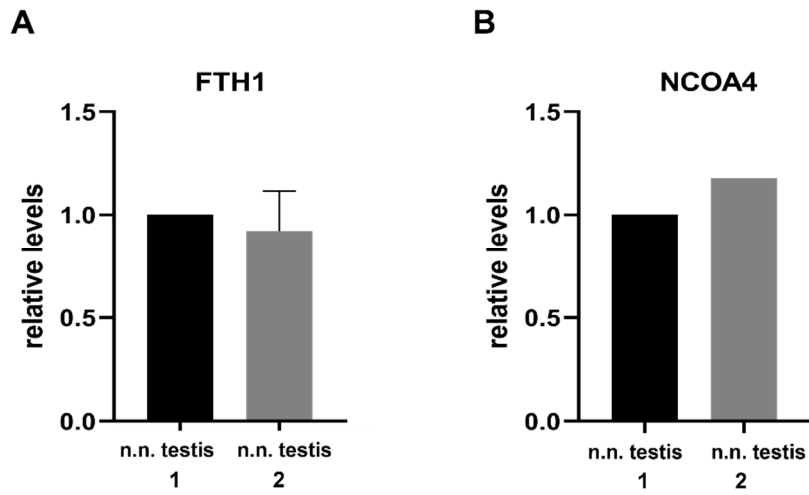 A
FTH1
relative levels
1.5
1.0
0.5
0.0
n.n. testis
1
n.n. testis
2
B
NCOA4
relative levels
1.5
1.0
0.5
0.0
n.n. testis
1
n.n. testis
2